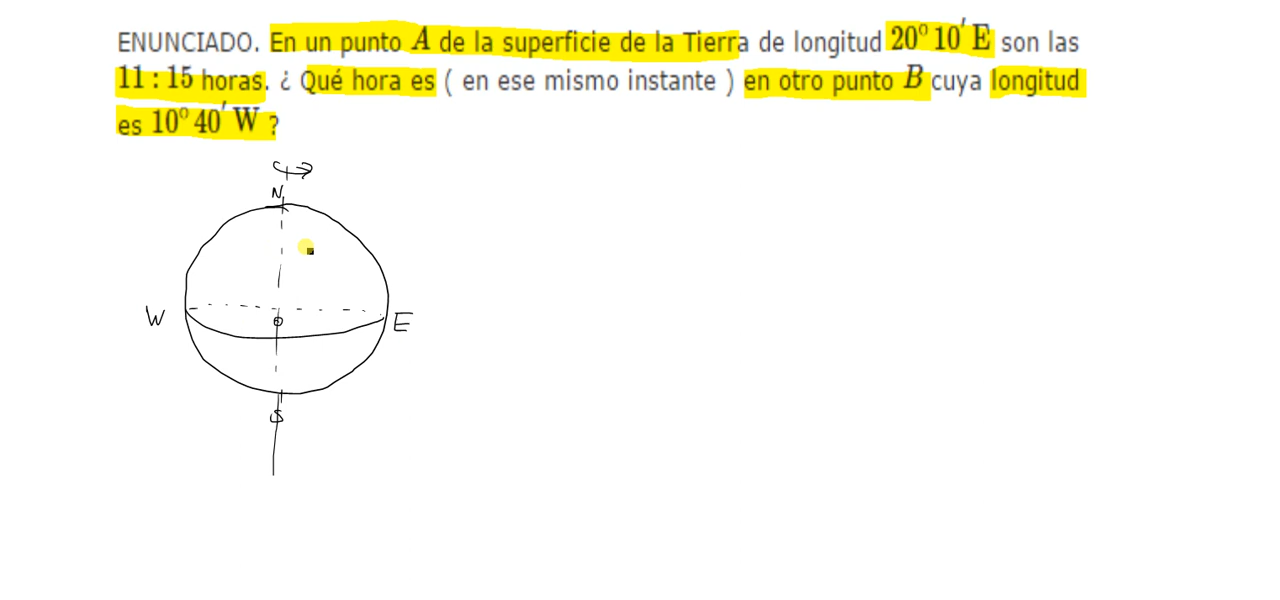 ENUNCIADO. En un punto A de la superficie de la Tierra de longitud 20° 10′ E son las
11 : 15 horas. ¿ Qué hora es ( en ese mismo instante ) en otro punto B cuya longitud
es 10° 40′ W ?
N
W
E
S